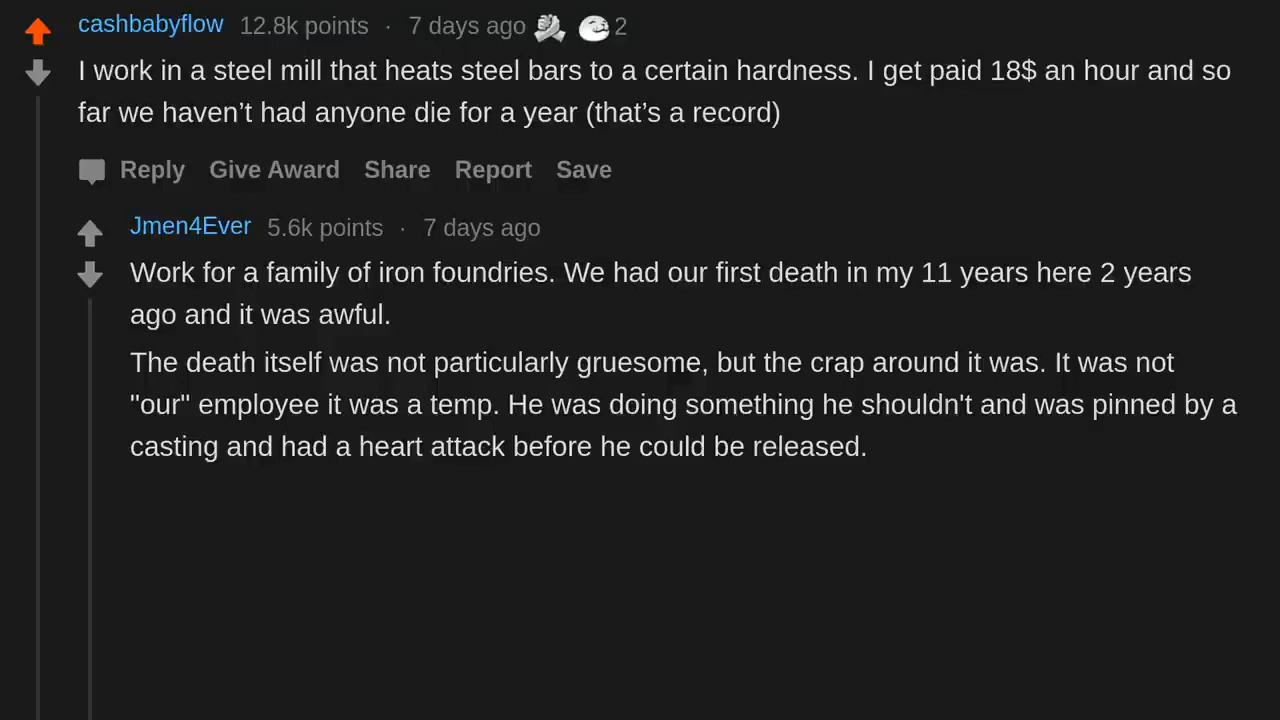 cashbabyflow 12.8k points · 7 days ago 2
I work in a steel mill that heats steel bars to a certain hardness. I get paid 18$ an hour and so
far we haven’t had anyone die for a year (that’s a record)
Reply Give Award Share Report Save
Jmen4Ever 5.6k points · 7 days ago
Work for a family of iron foundries. We had our first death in my 11 years here 2 years
ago and it was awful.
The death itself was not particularly gruesome, but the crap around it was. It was not
"our" employee it was a temp. He was doing something he shouldn't and was pinned by a
casting and had a heart attack before he could be released.